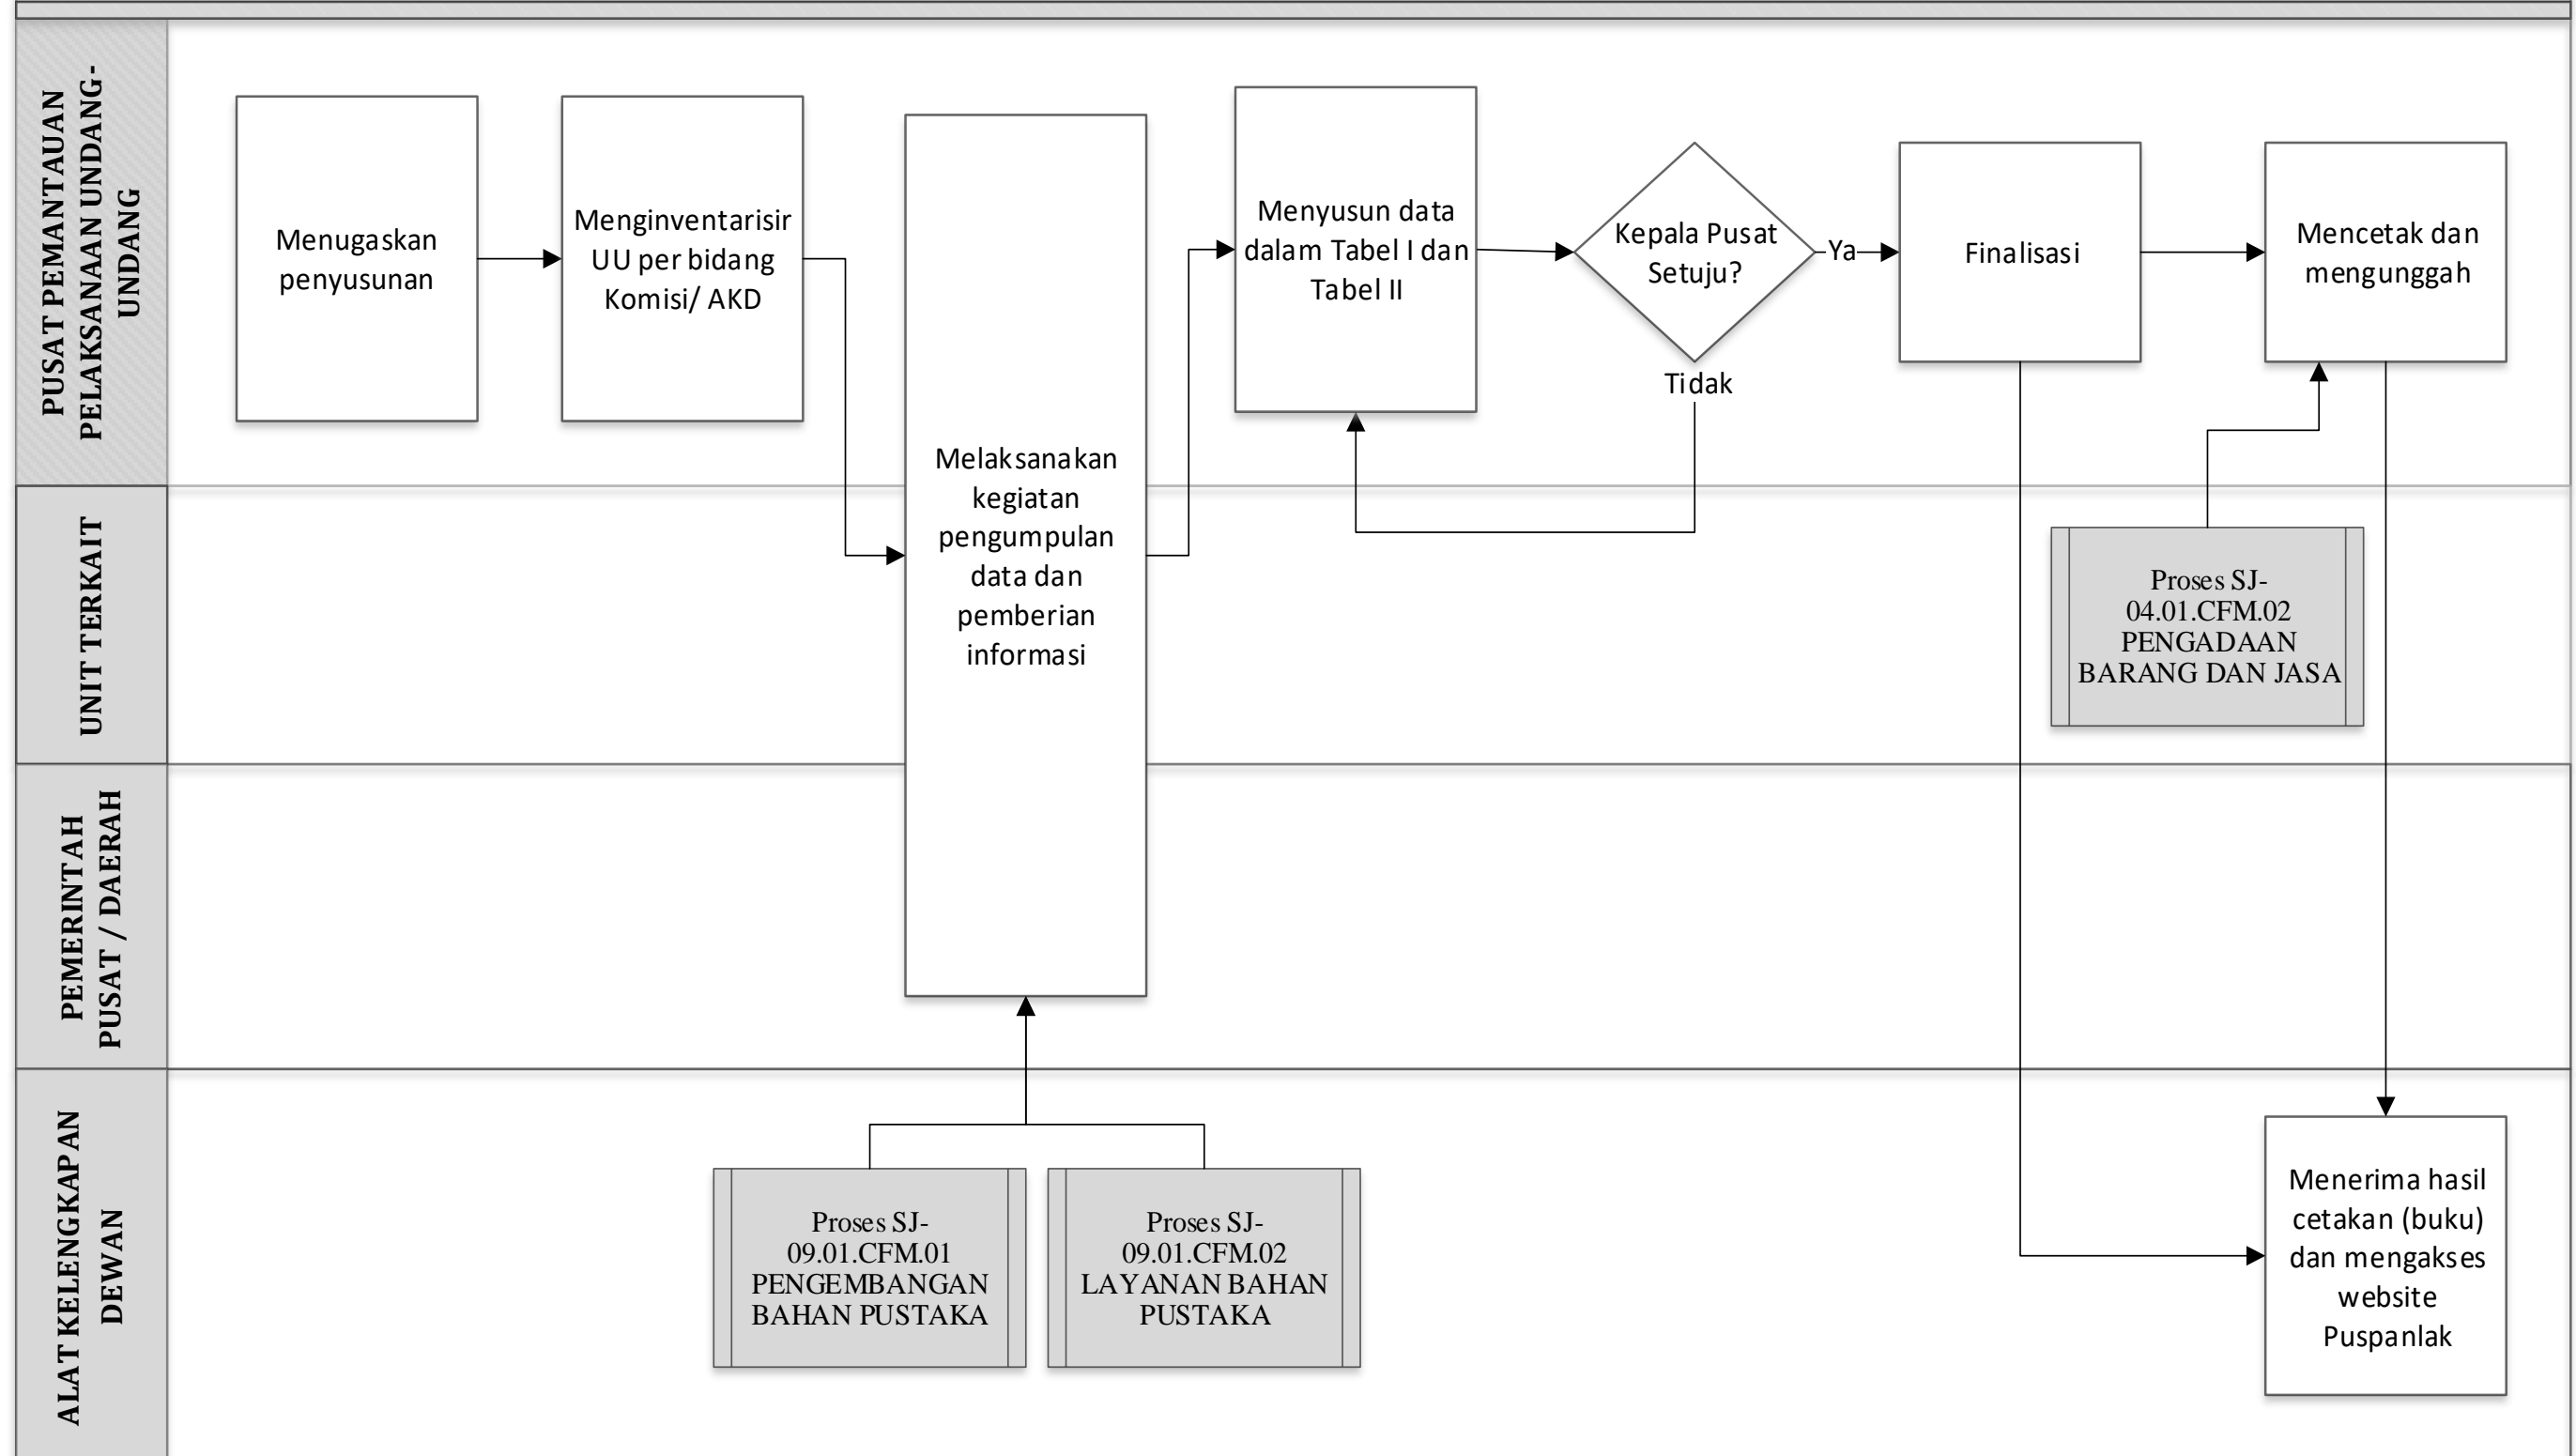 PUSAT PEMANTAUAN
PELAKSANAAN UNDANG-
UNDANG
Menugaskan
penyusunan
Menginventarisir
UU per bidang
Komisi/ AKD
Melaksanakan
kegiatan
pengumpulan
data dan
pemberian
informasi
Menyusun data
dalam Tabel I dan
Tabel II
Kepala Pusat
Setuju?
Ya
Tidak
Finalisasi
Mencetak dan
mengunggah
UNIT TERKAIT
Proses SJ-
04.01.CFM.02
PENGADAAN
BARANG DAN JASA
PEMERINTAH
PUSAT / DAERAH
ALAT KELENGKAPAN
DEWAN
Proses SJ-
09.01.CFM.01
PENGEMBANGAN
BAHAN PUSTAKA
Proses SJ-
09.01.CFM.02
LAYANAN BAHAN
PUSTAKA
Menerima hasil
cetakan (buku)
dan mengakses
website
Puspanlak